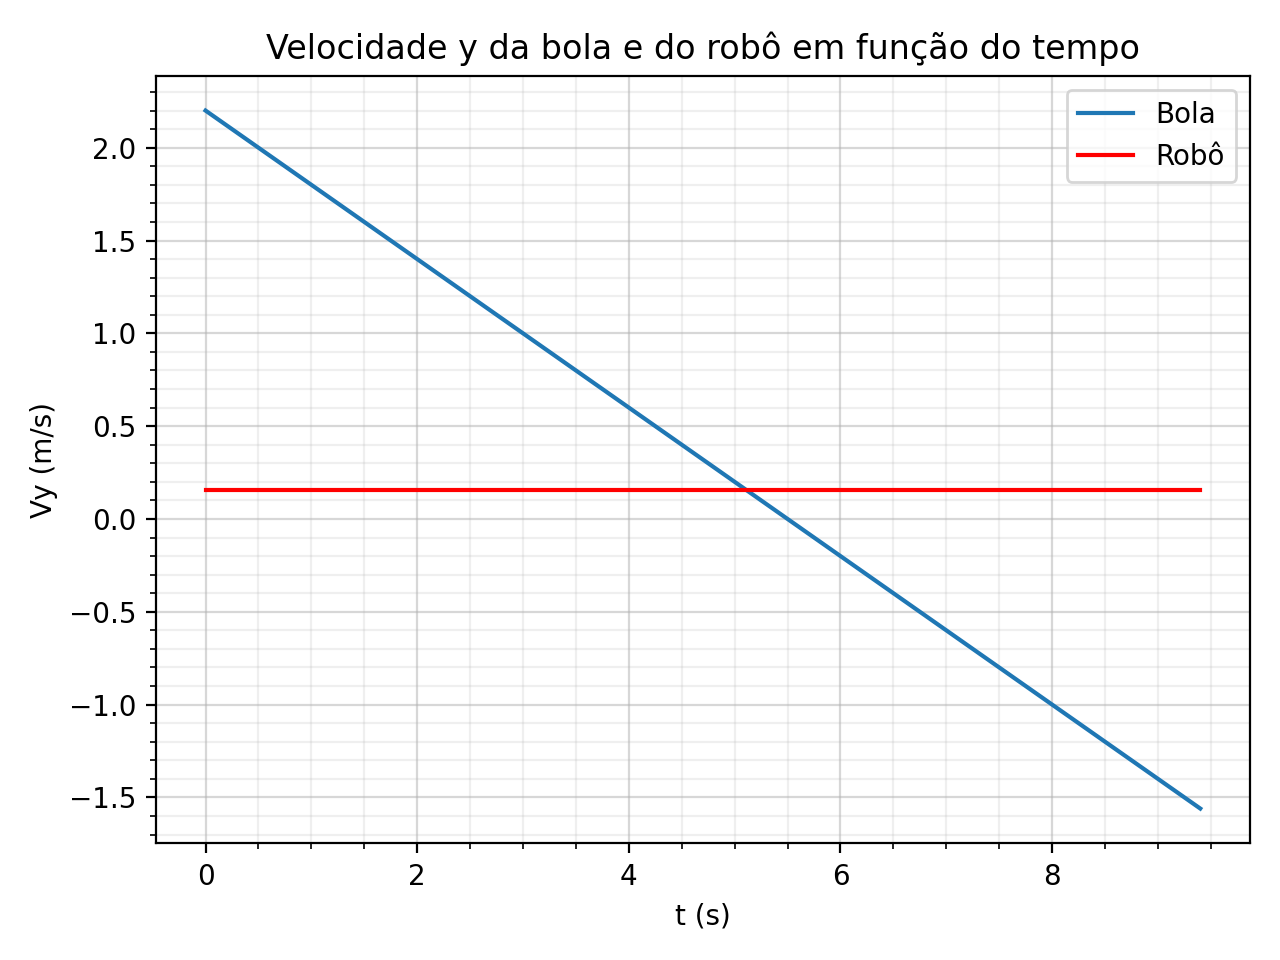 Velocidade y da bola e do robô em função do tempo
Bola
Robô
2.0
1.5
1.0
0.5
0.0
−0.5
−1.0
−1.5
Vy (m/s)
0 2 4 6 8
t (s)